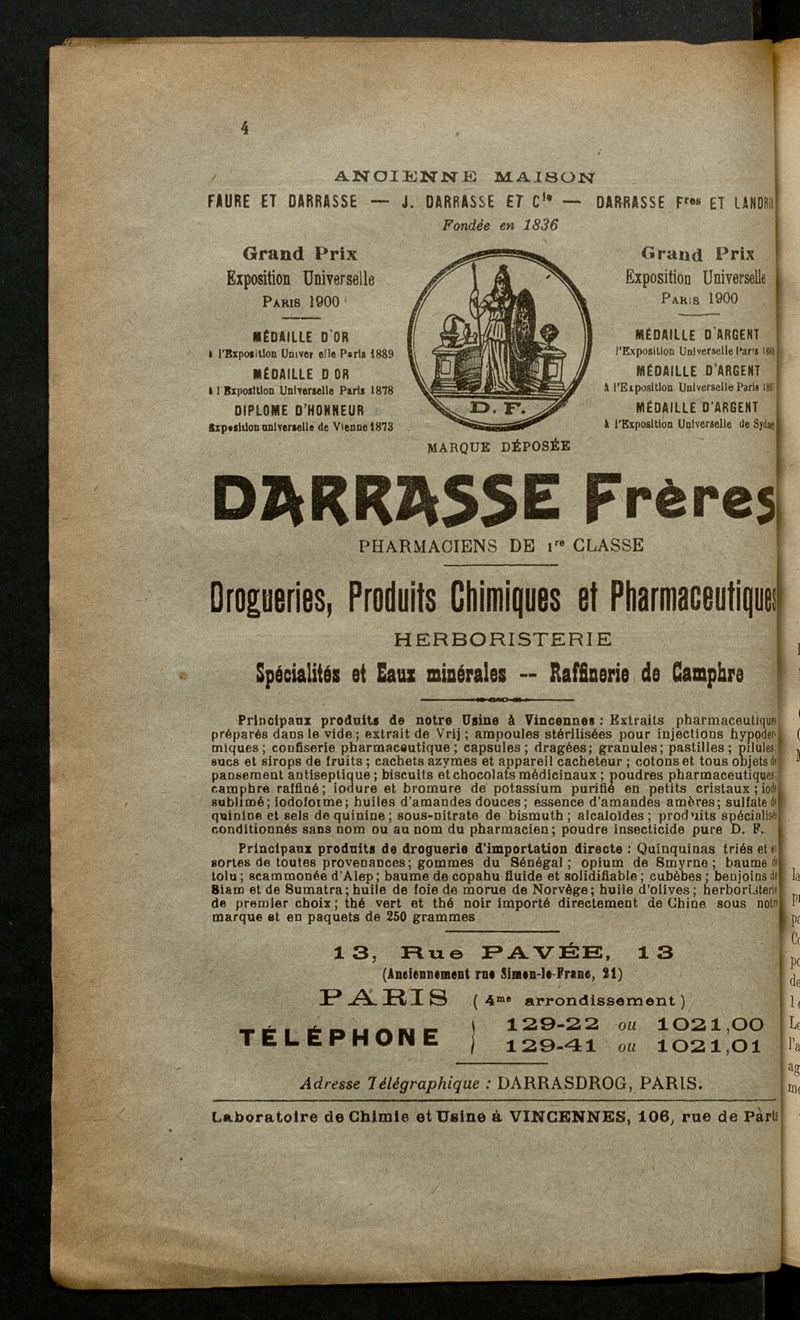 4
ANCIENNE MAISON
FAURE ET DARRASSE — J. DARRASSE ET Cie — DARRASSE Fres ET
Fondée en 1836
Grand Prix
Exposition Universelle
PARIS 1900
MÉDAILLE D'OR
à l'Exposition Universelle Paris 1889
MÉDAILLE D OR
à l Exposition Universelle Paris 1878
DIPLOME D'HONNEUR
Exposition universelle de Vienne 1873
D. F.
MARQUE DÉPOSÉE
Grand Prix
Exposition Universelle
PARIS 1900
MÉDAILLE D'ARGENT
l'Exposition Universelle Paris
MÉDAILLE D'ARGENT
à l'Exposition Universelle Paris
MÉDAILLE D'ARGENT
à l'Exposition Universelle de
DARRASSE Frères
PHARMACIENS DE 1re CLASSE
Drogueries, Produits Chimiques et Pharmaceutiques
HERBORISTERIE
Spécialités et Eaux minérales -- Raffinerie de Camphre
Principaux produits de notre Usine à Vincennes : Extraits pharmaceutiques
préparés dans le vide ; extrait de Vrij ; ampoules stérilisées pour injections hypoder-
miques ; confiserie pharmaceutique ; capsules ; dragées ; granules ; pastilles ; pilules
sucs et sirops de fruits ; cachets azymes et appareil cacheteur ; cotons et tous objets de
pansement antiseptique ; biscuits et chocolats médicinaux ; poudres pharmaceutiques
camphre raffiné ; iodure et bromure de potassium purifié en petits cristaux ;
sublimé ; iodoforme ; huiles d'amandes douces ; essence d'amandes amères ; sulfate de
quinine et sels de quinine ; sous-nitrate de bismuth ; alcaloïdes ; produits spécialisés
conditionnés sans nom ou au nom du pharmacien ; poudre insecticide pure D. F.
Principaux produits de droguerie d'importation directe : Quinquinas triés et
sortes de toutes provenances ; gommes du Sénégal ; opium de Smyrne ; baume de
tolu ; scammonée d'Alep ; baume de copahu fluide et solidifiable ; cubèbes ; benjoins de
Siam et de Sumatra ; huile de foie de morue de Norvège ; huile d'olives ; herboristerie
de premier choix ; thé vert et thé noir importé directement de Chine sous notre
marque et en paquets de 250 grammes
13, Rue PAVÉE, 13
(Anciennement rue Simon-le-Franc, 21)
PARIS (4me arrondissement)
TÉLÉPHONE
129-22 ou 1021,00
129-41 ou 1021,01
Adresse Télégraphique : DARRASDROG, PARIS.
Laboratoire de Chimie et Usine à VINCENNES, 106, rue de Paris